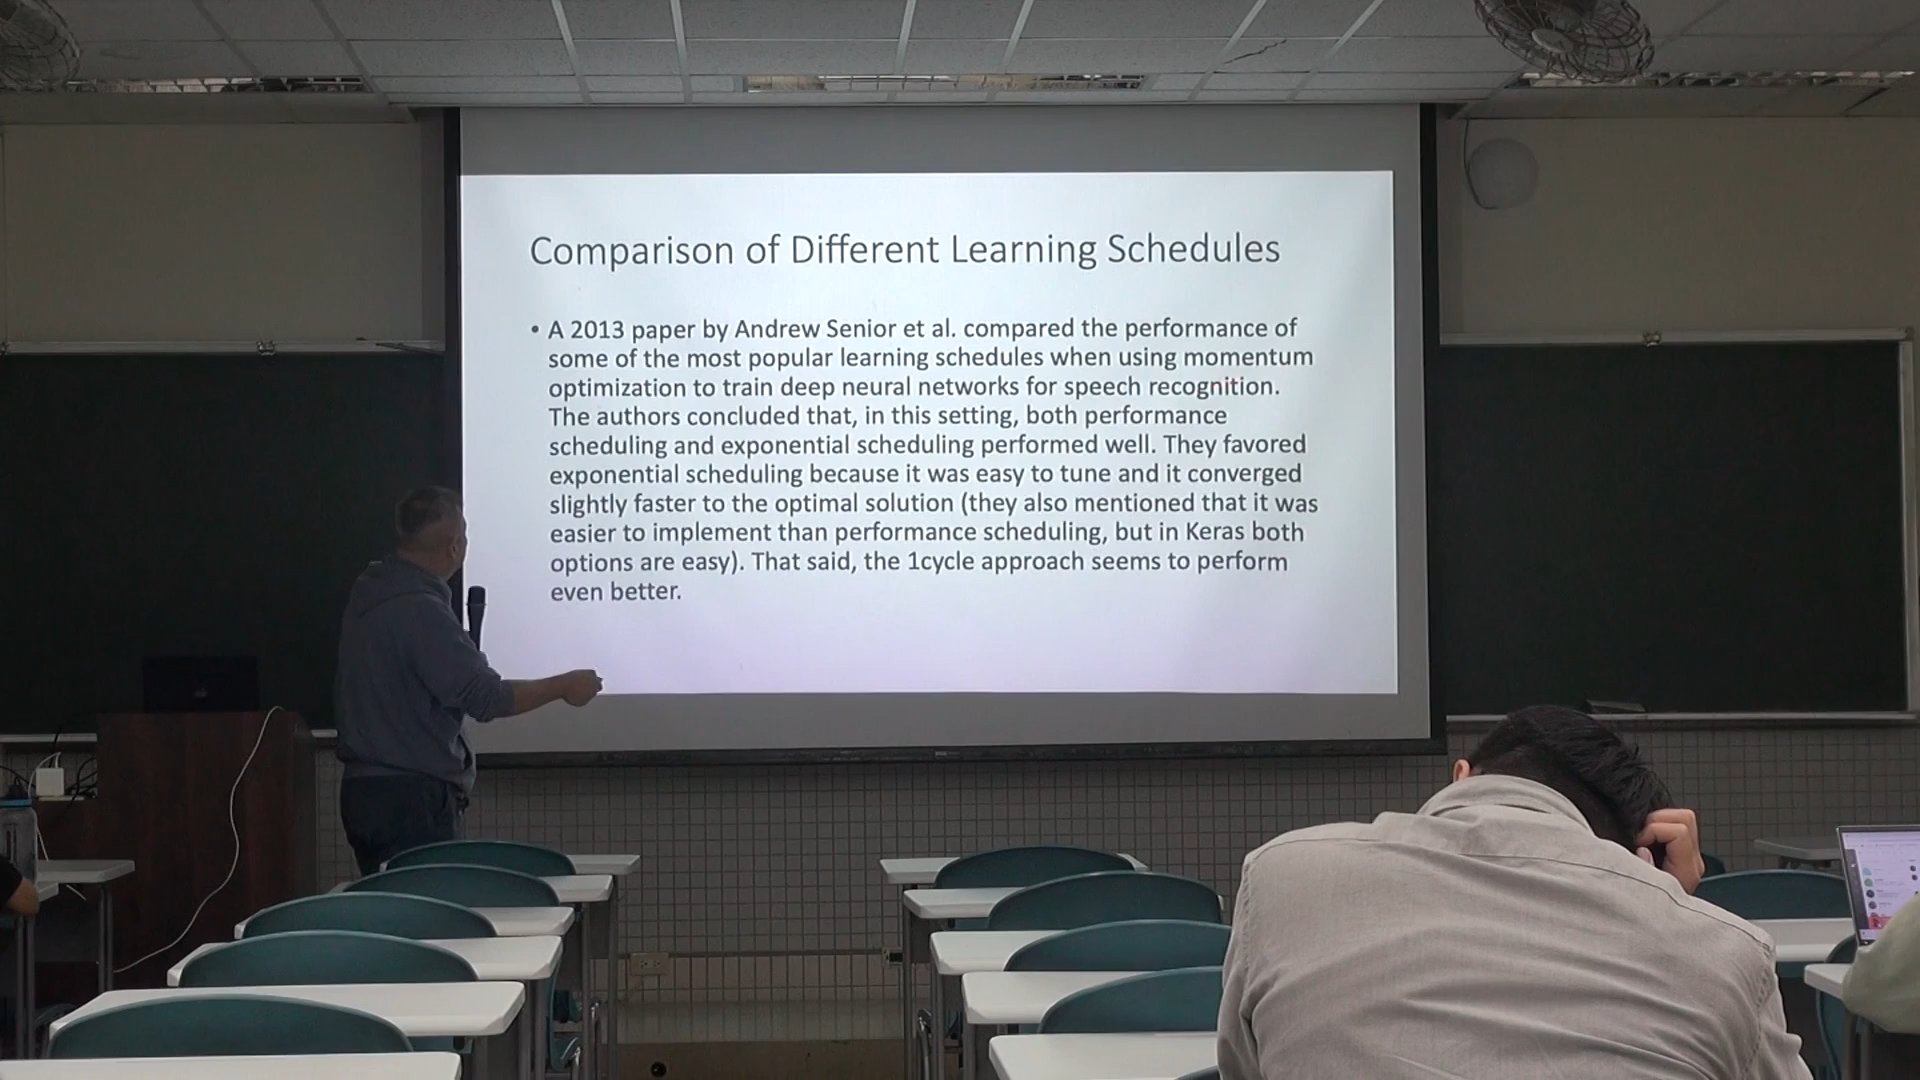 Comparison of Different Learning Schedules
• A 2013 paper by Andrew Senior et al. compared the performance of
some of the most popular learning schedules when using momentum
optimization to train deep neural networks for speech recognition.
The authors concluded that, in this setting, both performance
scheduling and exponential scheduling performed well. They favored
exponential scheduling because it was easy to tune and it converged
slightly faster to the optimal solution (they also mentioned that it was
easier to implement than performance scheduling, but in Keras both
options are easy). That said, the 1cycle approach seems to perform
even better.